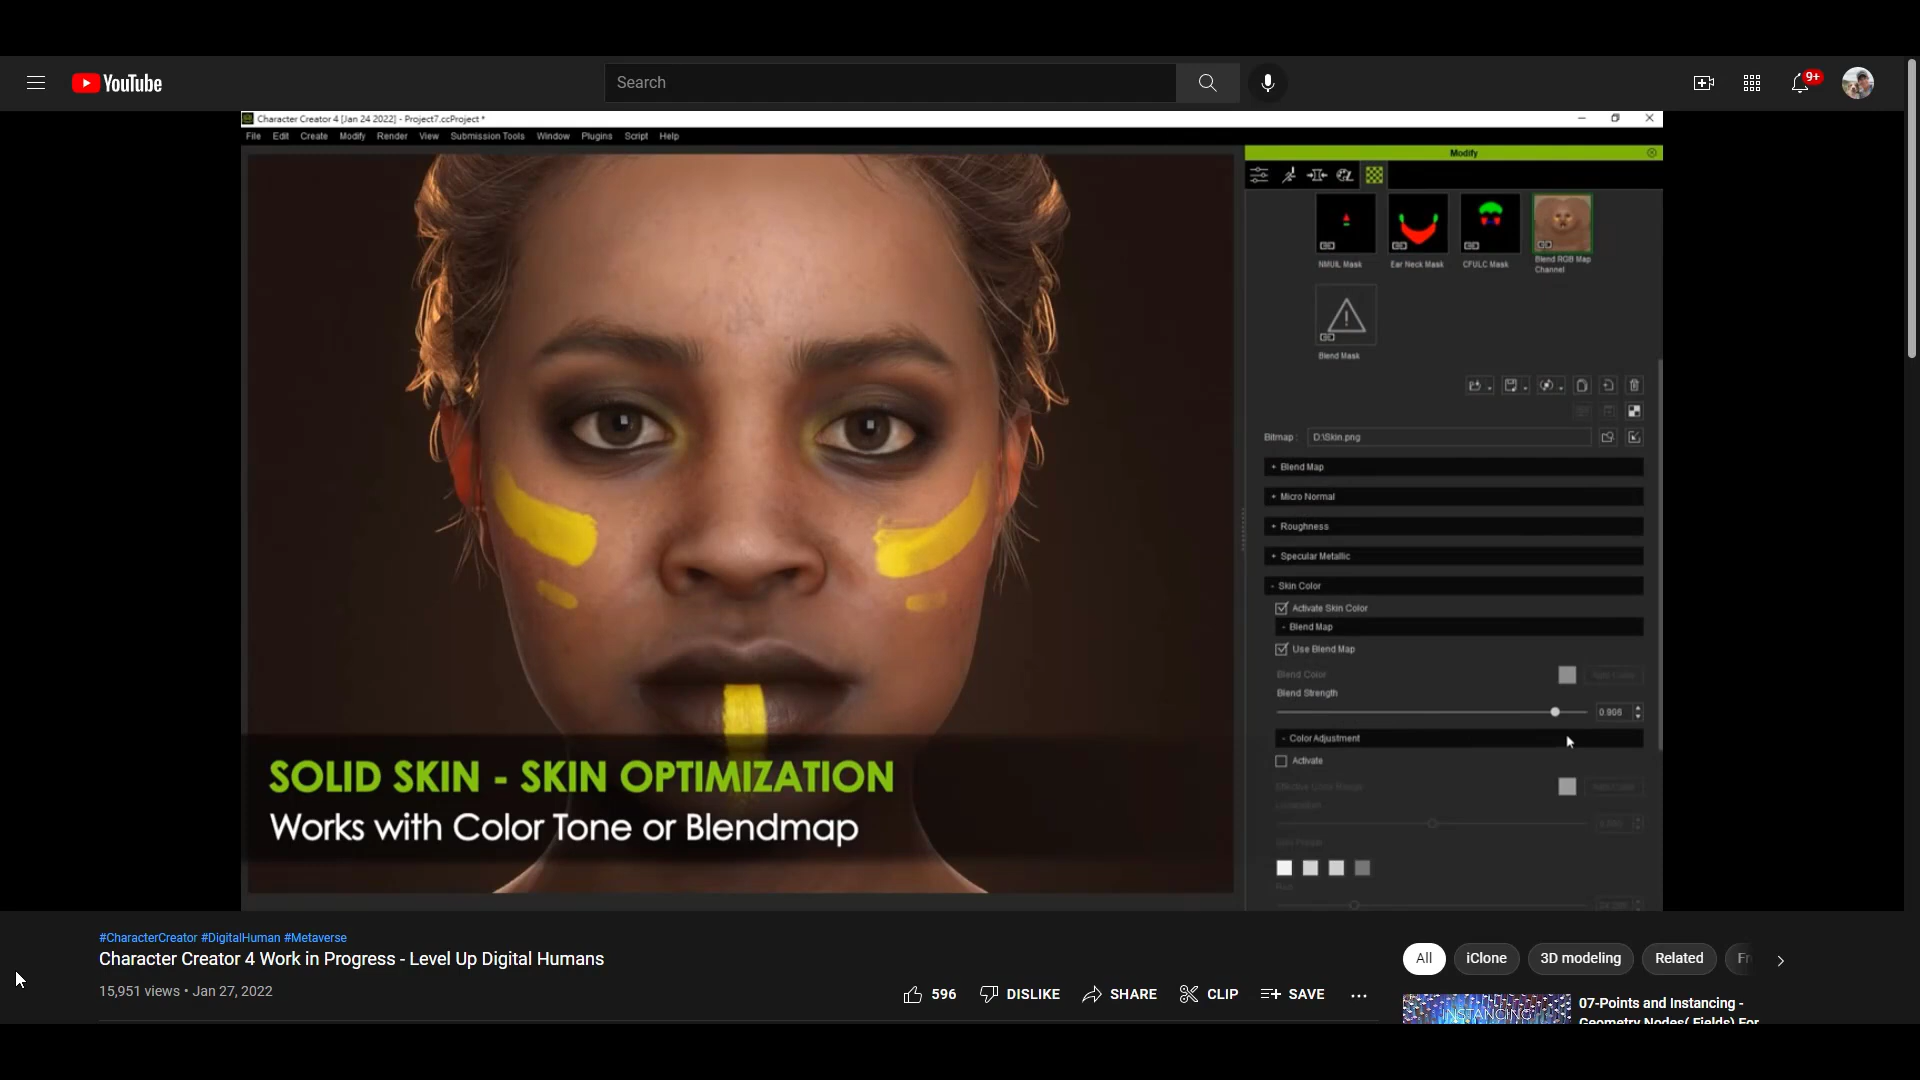 YouTube
Search
9+
Character Creator 4 [Jan 24 2022] - Project7.ccProject *
File Edit Create Modify Render View Submission Tools Window Plugins Script Help
Modify
NMUIL Mask
Ear Neck Mask
CFULC Mask
Blend RGB Map
Channel
Blend Mask
Bitmap : D:\Skin.png
+ Blend Map
+ Micro Normal
+ Roughness
+ Specular Metallic
- Skin Color
Activate Skin Color
- Blend Map
Use Blend Map
Blend Color
Blend Strength
0.906
- Color Adjustment
Activate
SOLID SKIN - SKIN OPTIMIZATION
Works with Color Tone or Blendmap
#CharacterCreator #DigitalHuman #Metaverse
Character Creator 4 Work in Progress - Level Up Digital Humans
15,951 views • Jan 27, 2022
596 DISLIKE SHARE CLIP SAVE
All iClone 3D modeling Related
INSTANCING
07-Points and Instancing -
Geometry Nodes( Fields) For